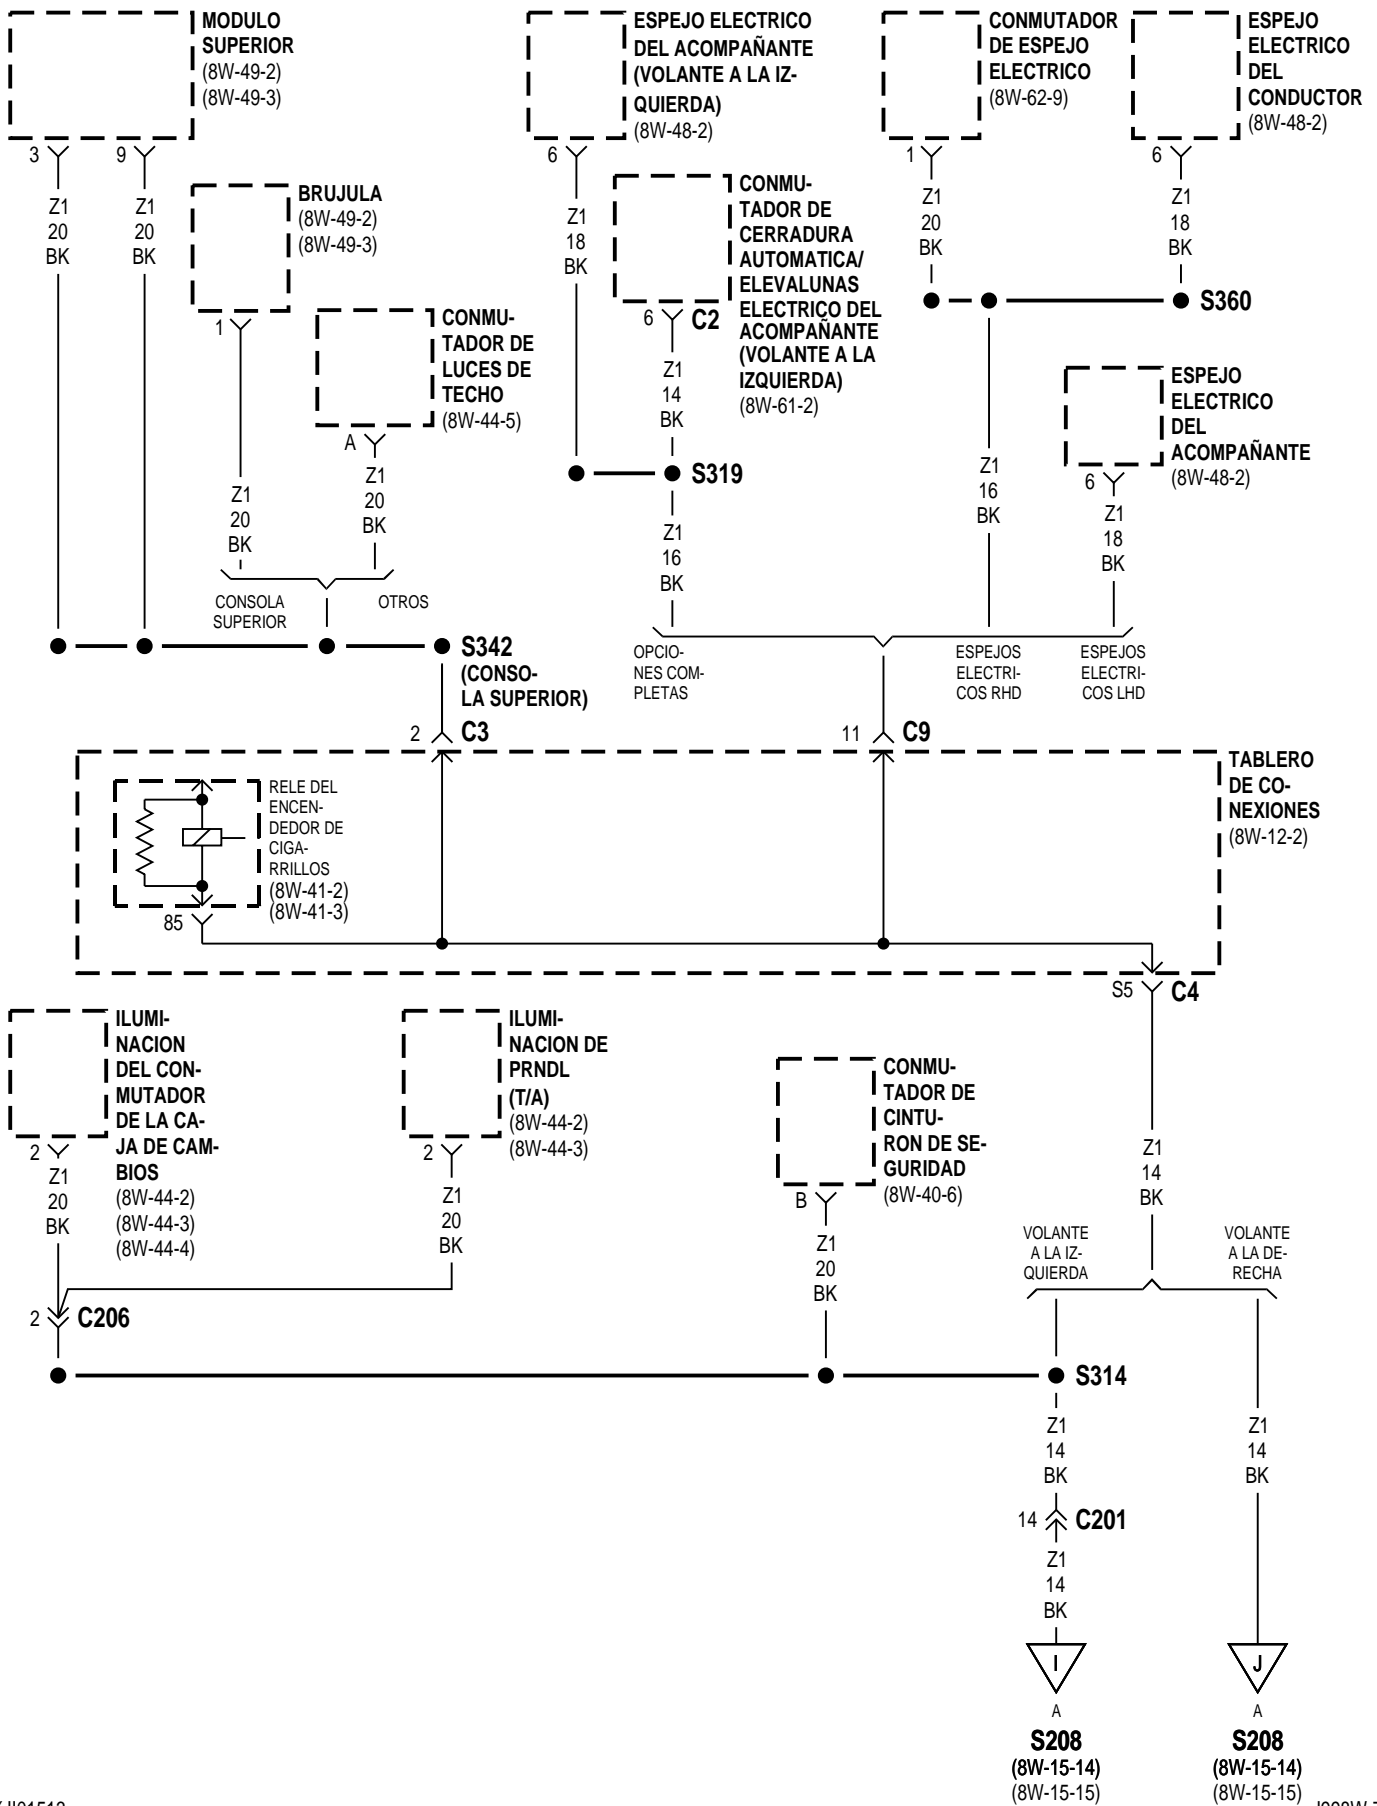 MODULO
SUPERIOR
(8W-49-2)
(8W-49-3)
3
9
Z1
20
BK
Z1
20
BK
BRUJULA
(8W-49-2)
(8W-49-3)
1
Z1
20
BK
CONMU-
TADOR DE
LUCES DE
TECHO
(8W-44-5)
A
Z1
20
BK
CONSOLA
SUPERIOR
OTROS
S342
(CONSO-
LA SUPERIOR)
2
C3
ESPEJO ELECTRICO
DEL ACOMPAÑANTE
(VOLANTE A LA IZ-
QUIERDA)
(8W-48-2)
6
Z1
18
BK
CONMU-
TADOR DE
CERRADURA
AUTOMATICA/
ELEVALUNAS
ELECTRICO DEL
ACOMPAÑANTE
(VOLANTE A LA
IZQUIERDA)
(8W-61-2)
6
C2
Z1
14
BK
S319
Z1
16
BK
OPCIO-
NES COM-
PLETAS
CONMUTADOR
DE ESPEJO
ELECTRICO
(8W-62-9)
1
Z1
20
BK
ESPEJO
ELECTRICO
DEL
CONDUCTOR
(8W-48-2)
6
Z1
18
BK
S360
Z1
16
BK
ESPEJO
ELECTRICO
DEL
ACOMPAÑANTE
(8W-48-2)
6
Z1
18
BK
ESPEJOS
ELECTRI-
COS RHD
ESPEJOS
ELECTRI-
COS LHD
11
C9
TABLERO
DE CO-
NEXIONES
(8W-12-2)
RELE DEL
ENCEN-
DEDOR DE
CIGA-
RRILLOS
(8W-41-2)
(8W-41-3)
85
S5
C4
ILUMI-
NACION
DEL CON-
MUTADOR
DE LA CA-
JA DE CAM-
BIOS
(8W-44-2)
(8W-44-3)
(8W-44-4)
2
Z1
20
BK
ILUMI-
NACION DE
PRNDL
(T/A)
(8W-44-2)
(8W-44-3)
2
Z1
20
BK
2
C206
CONMU-
TADOR DE
CINTU-
RON DE SE-
GURIDAD
(8W-40-6)
B
Z1
20
BK
Z1
14
BK
VOLANTE
A LA IZ-
QUIERDA
VOLANTE
A LA DE-
RECHA
S314
Z1
14
BK
Z1
14
BK
14
C201
Z1
14
BK
I
J
A
A
S208
(8W-15-14)
(8W-15-15)
S208
(8W-15-14)
(8W-15-15)